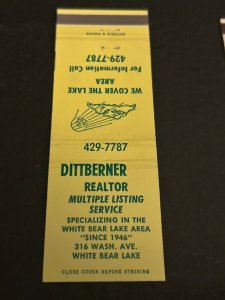 429-7787
For Information Call
WE COVER THE LAKE
AREA
429-7787
DITTBERNER
REALTOR
MULTIPLE LISTING
SERVICE
SPECIALIZING IN THE
WHITE BEAR LAKE AREA
"SINCE 1946"
316 WASH. AVE,
WHITE BEAR LAKE
CLOSE COVER BEFORE STRIKING